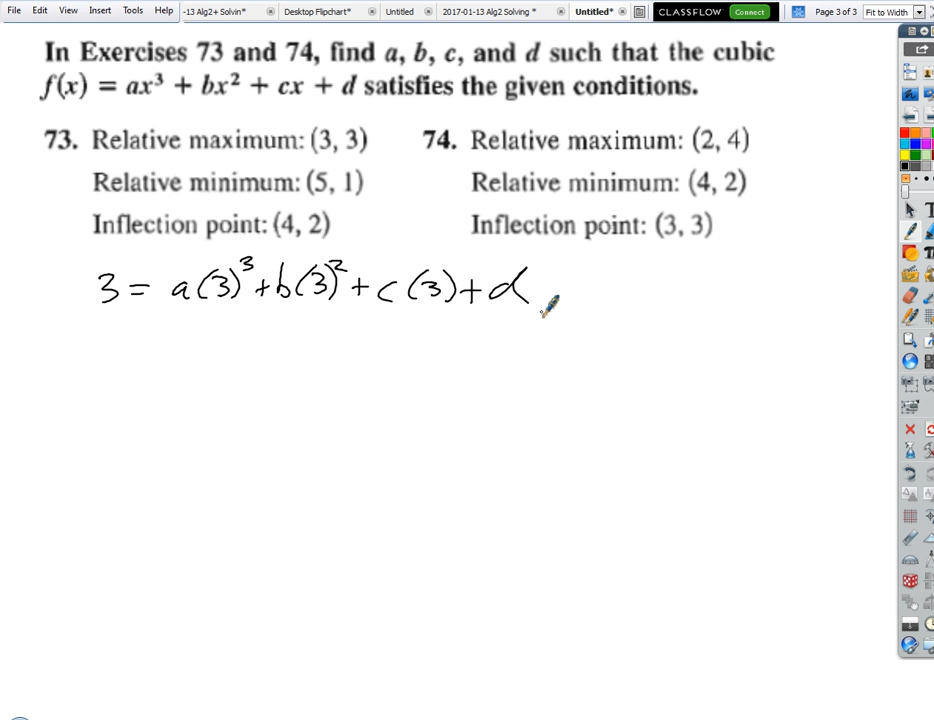 File Edit View Insert Tools Help -13 Alg2+ Solvin* Desktop Flipchart* Untitled 2017-01-13 Alg2 Solving * Untitled* CLASSFLOW Connect Page 3 of 3 Fit to Width
In Exercises 73 and 74, find a, b, c, and d such that the cubic
f(x) = ax³ + bx² + cx + d satisfies the given conditions.
73. Relative maximum: (3, 3)
Relative minimum: (5, 1)
Inflection point: (4, 2)
74. Relative maximum: (2, 4)
Relative minimum: (4, 2)
Inflection point: (3, 3)
3 = a(3)³ + b(3)² + c(3) + d